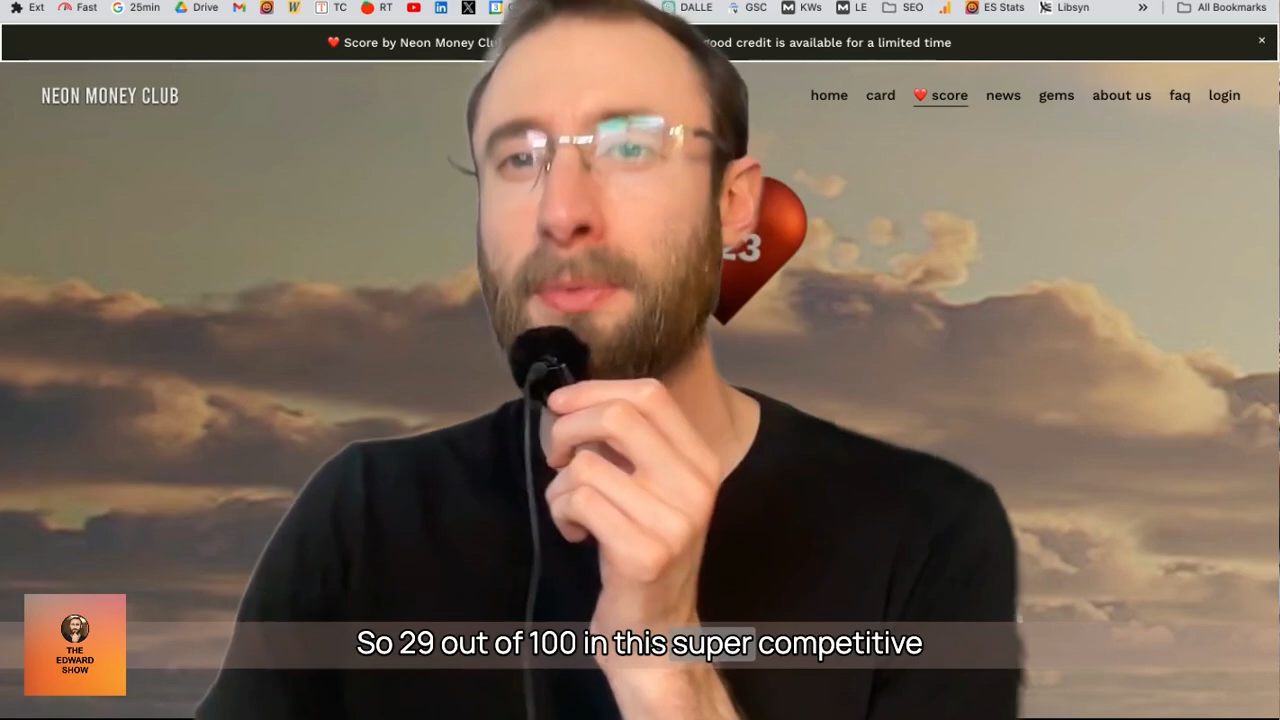 Ext Fast 25min Drive TC RT DALLE GSC KWs LE SEO ES Stats Libsyn » All Bookmarks
❤️ Score by Neon Money Clu good credit is available for a limited time ×
NEON MONEY CLUB home card ❤️ score news gems about us faq login
23
So 29 out of 100 in this super competitive
THE
EDWARD
SHOW